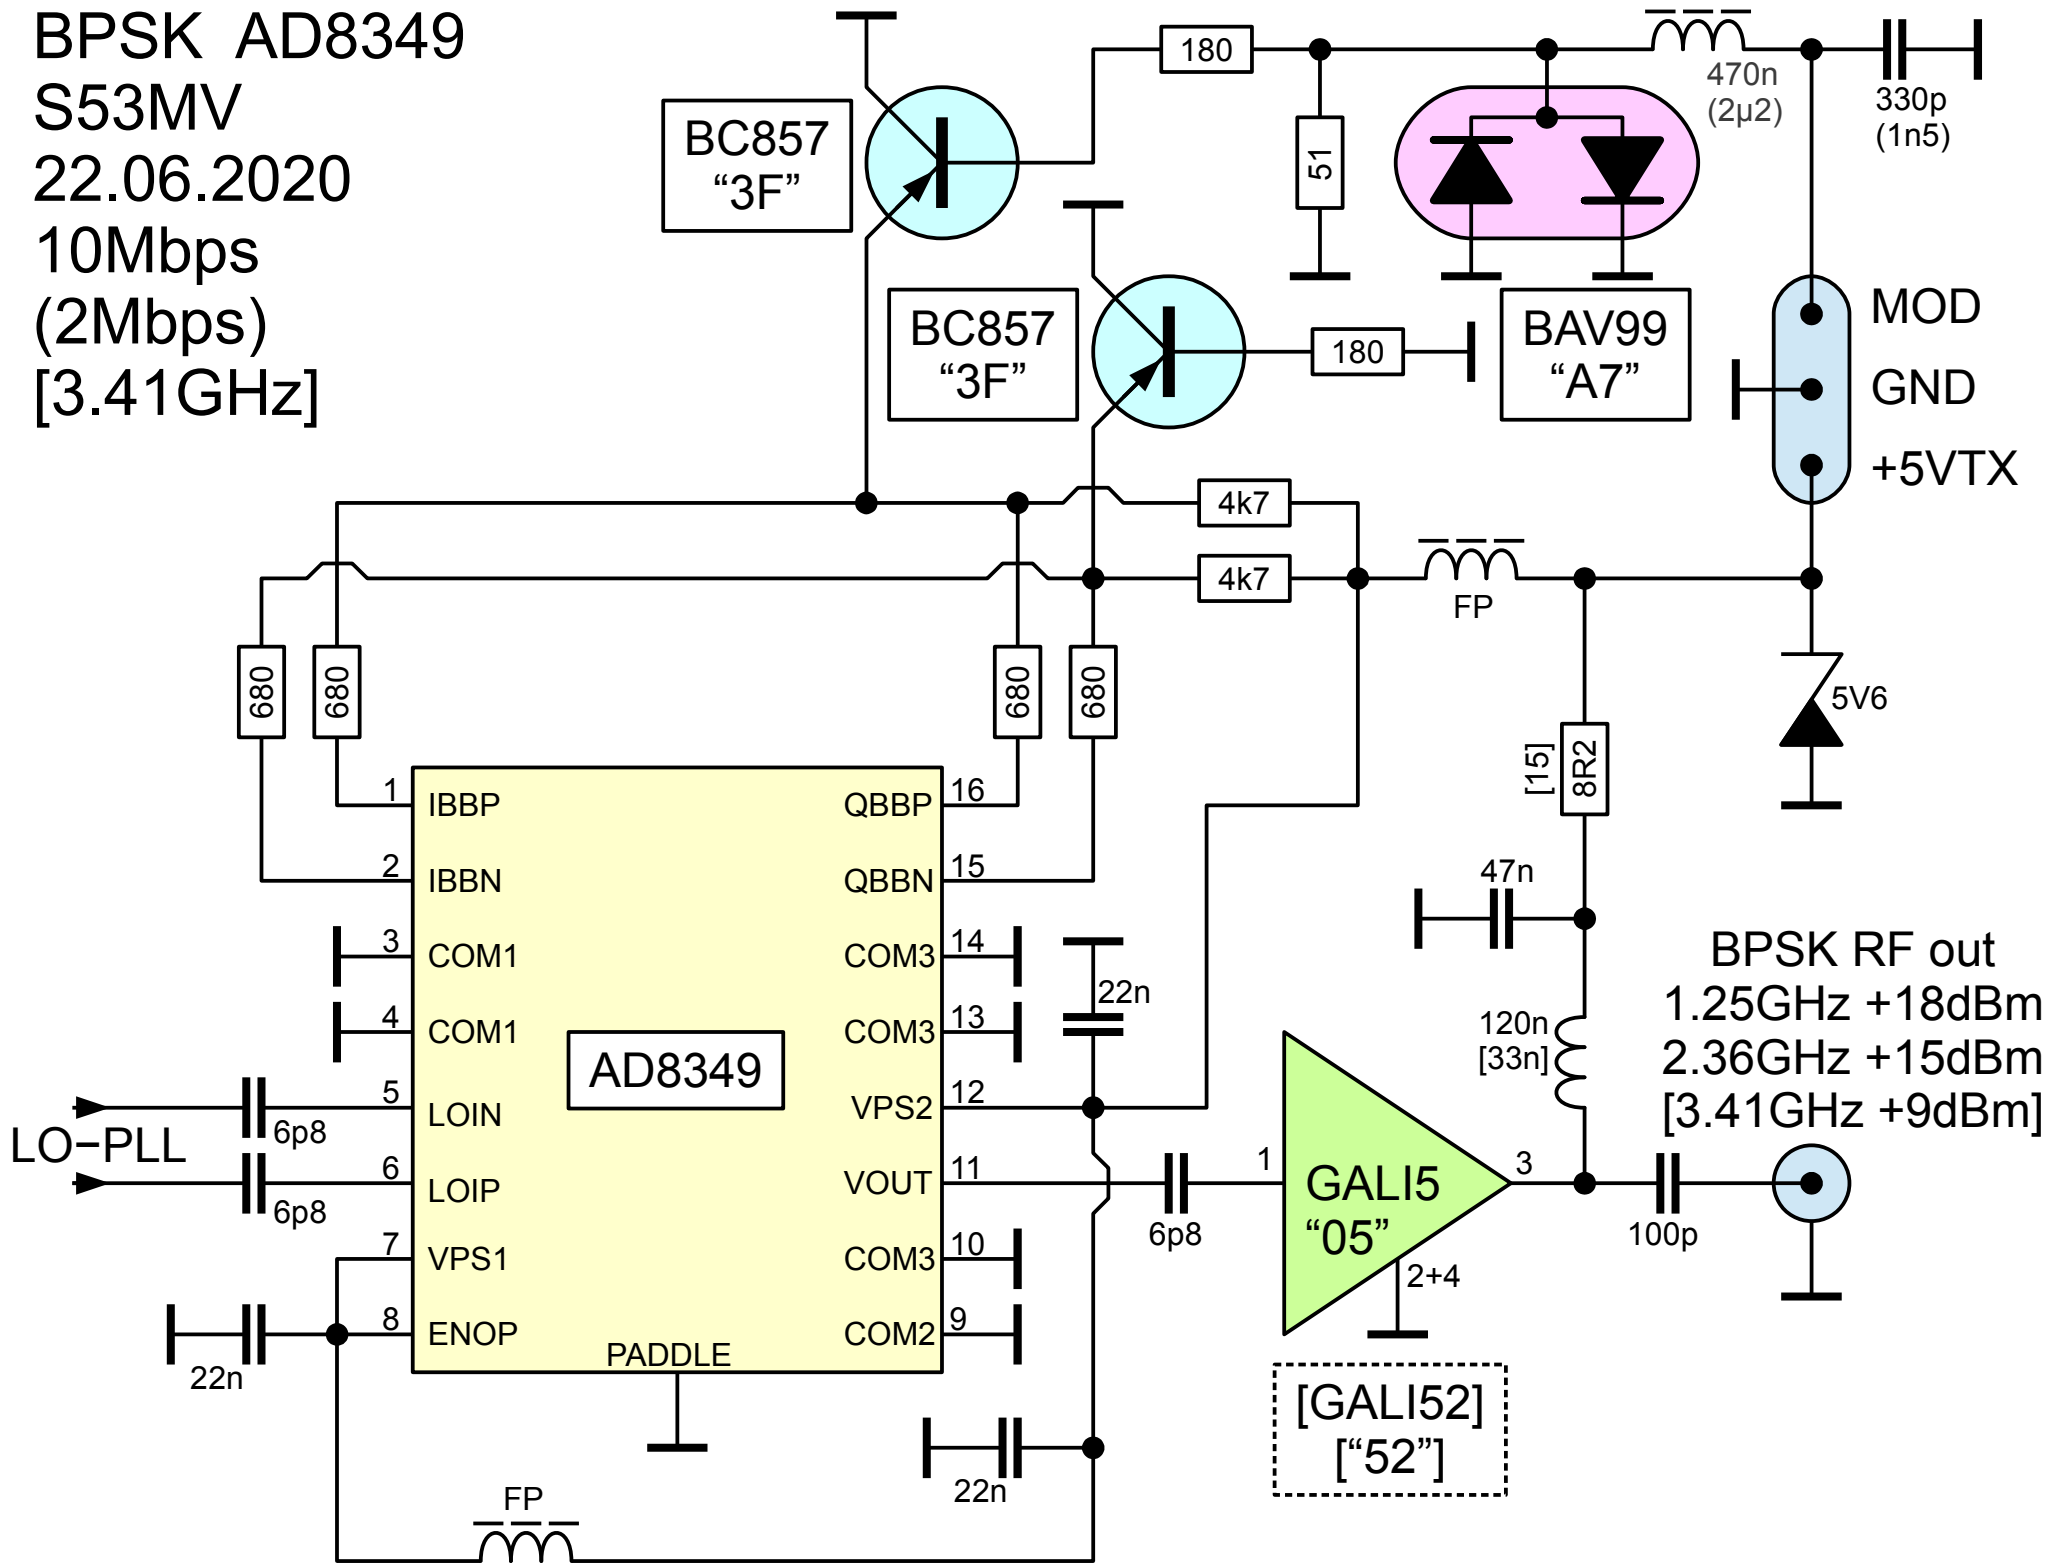 BPSK AD8349
S53MV
22.06.2020
10Mbps
(2Mbps)
[3.41GHz]
BC857
“3F”
180
51
470n
(2µ2)
330p
(1n5)
BC857
“3F”
180
BAV99
“A7”
MOD
GND
+5VTX
4k7
4k7
FP
680
680
680
680
5V6
[15]
8R2
47n
1
IBBP
QBBP
16
2
IBBN
QBBN
15
3
COM1
COM3
14
4
COM1
COM3
13
5
LOIN
VPS2
12
6
LOIP
VOUT
11
7
VPS1
COM3
10
8
ENOP
COM2
9
PADDLE
AD8349
LO−PLL
6p8
6p8
22n
22n
22n
FP
6p8
1
GALI5
“05”
3
2+4
[GALI52]
[“52”]
120n
[33n]
100p
BPSK RF out
1.25GHz +18dBm
2.36GHz +15dBm
[3.41GHz +9dBm]